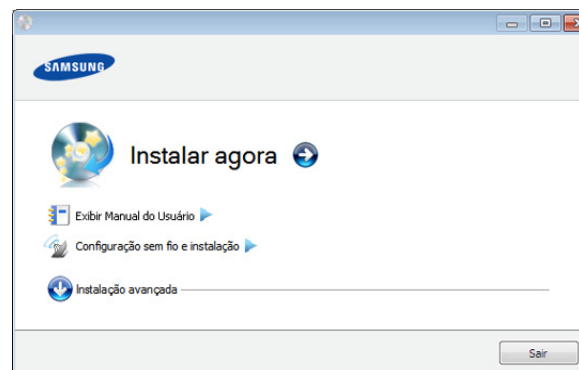 SAMSUNG
Instalar agora
Exibir Manual do Usuário
Configuração sem fio e instalação
Instalação avançada
Sair